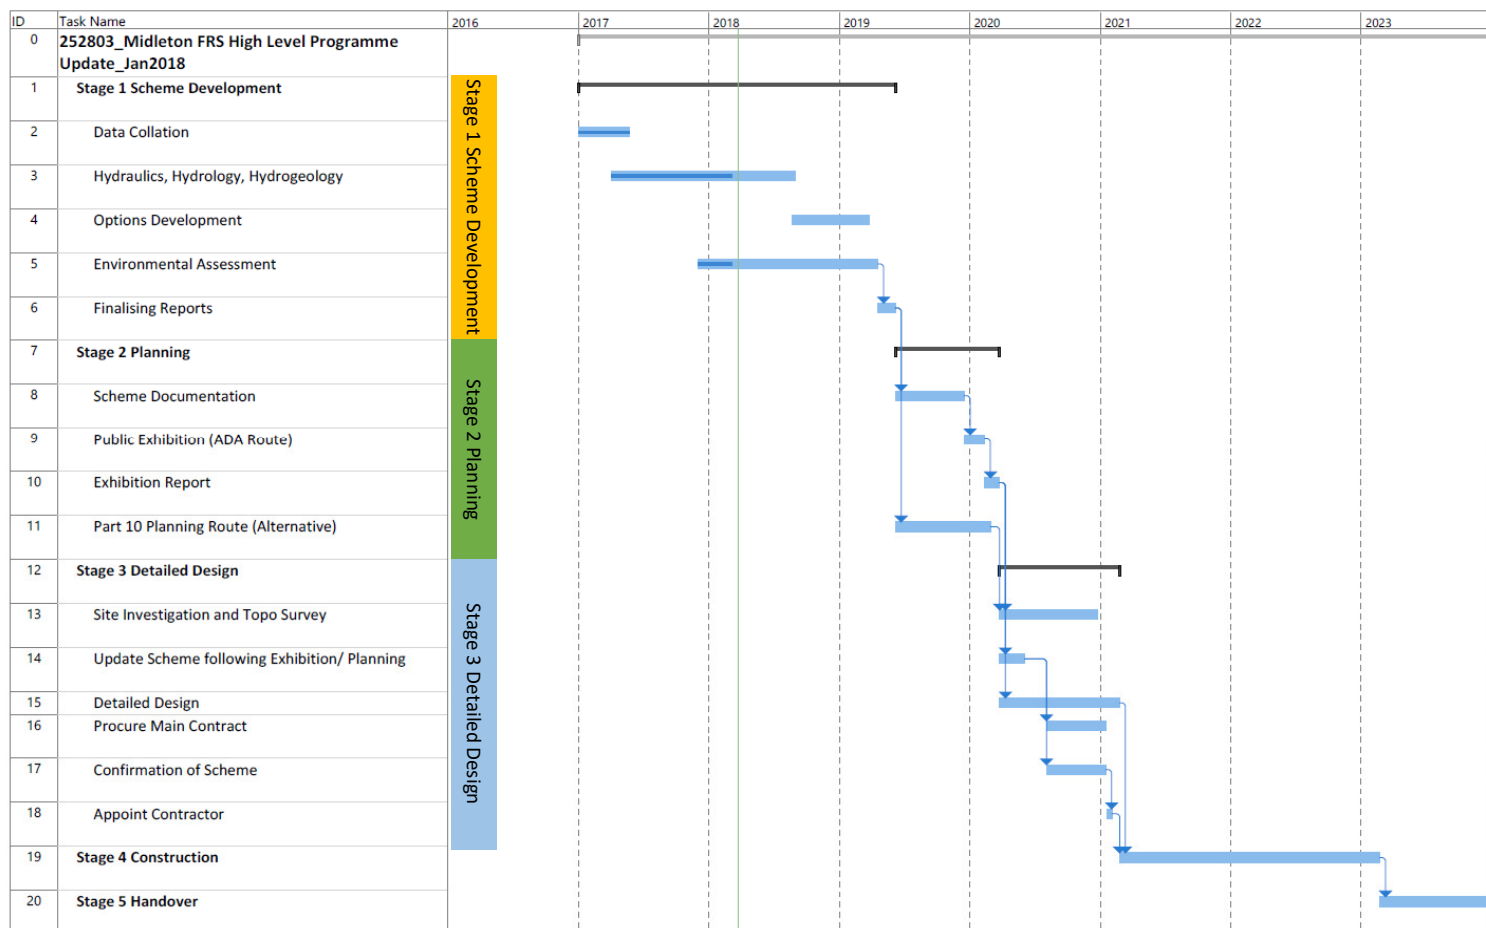 ID Task Name 2016 2017 2018 2019 2020 2021 2022 2023
0 252803_Midleton FRS High Level Programme
Update_Jan2018
1 Stage 1 Scheme Development
2 Data Collation
3 Hydraulics, Hydrology, Hydrogeology
4 Options Development
5 Environmental Assessment
6 Finalising Reports
Stage 1 Scheme Development
7 Stage 2 Planning
8 Scheme Documentation
9 Public Exhibition (ADA Route)
10 Exhibition Report
11 Part 10 Planning Route (Alternative)
Stage 2 Planning
12 Stage 3 Detailed Design
13 Site Investigation and Topo Survey
14 Update Scheme following Exhibition/ Planning
15 Detailed Design
16 Procure Main Contract
17 Confirmation of Scheme
18 Appoint Contractor
Stage 3 Detailed Design
19 Stage 4 Construction
20 Stage 5 Handover